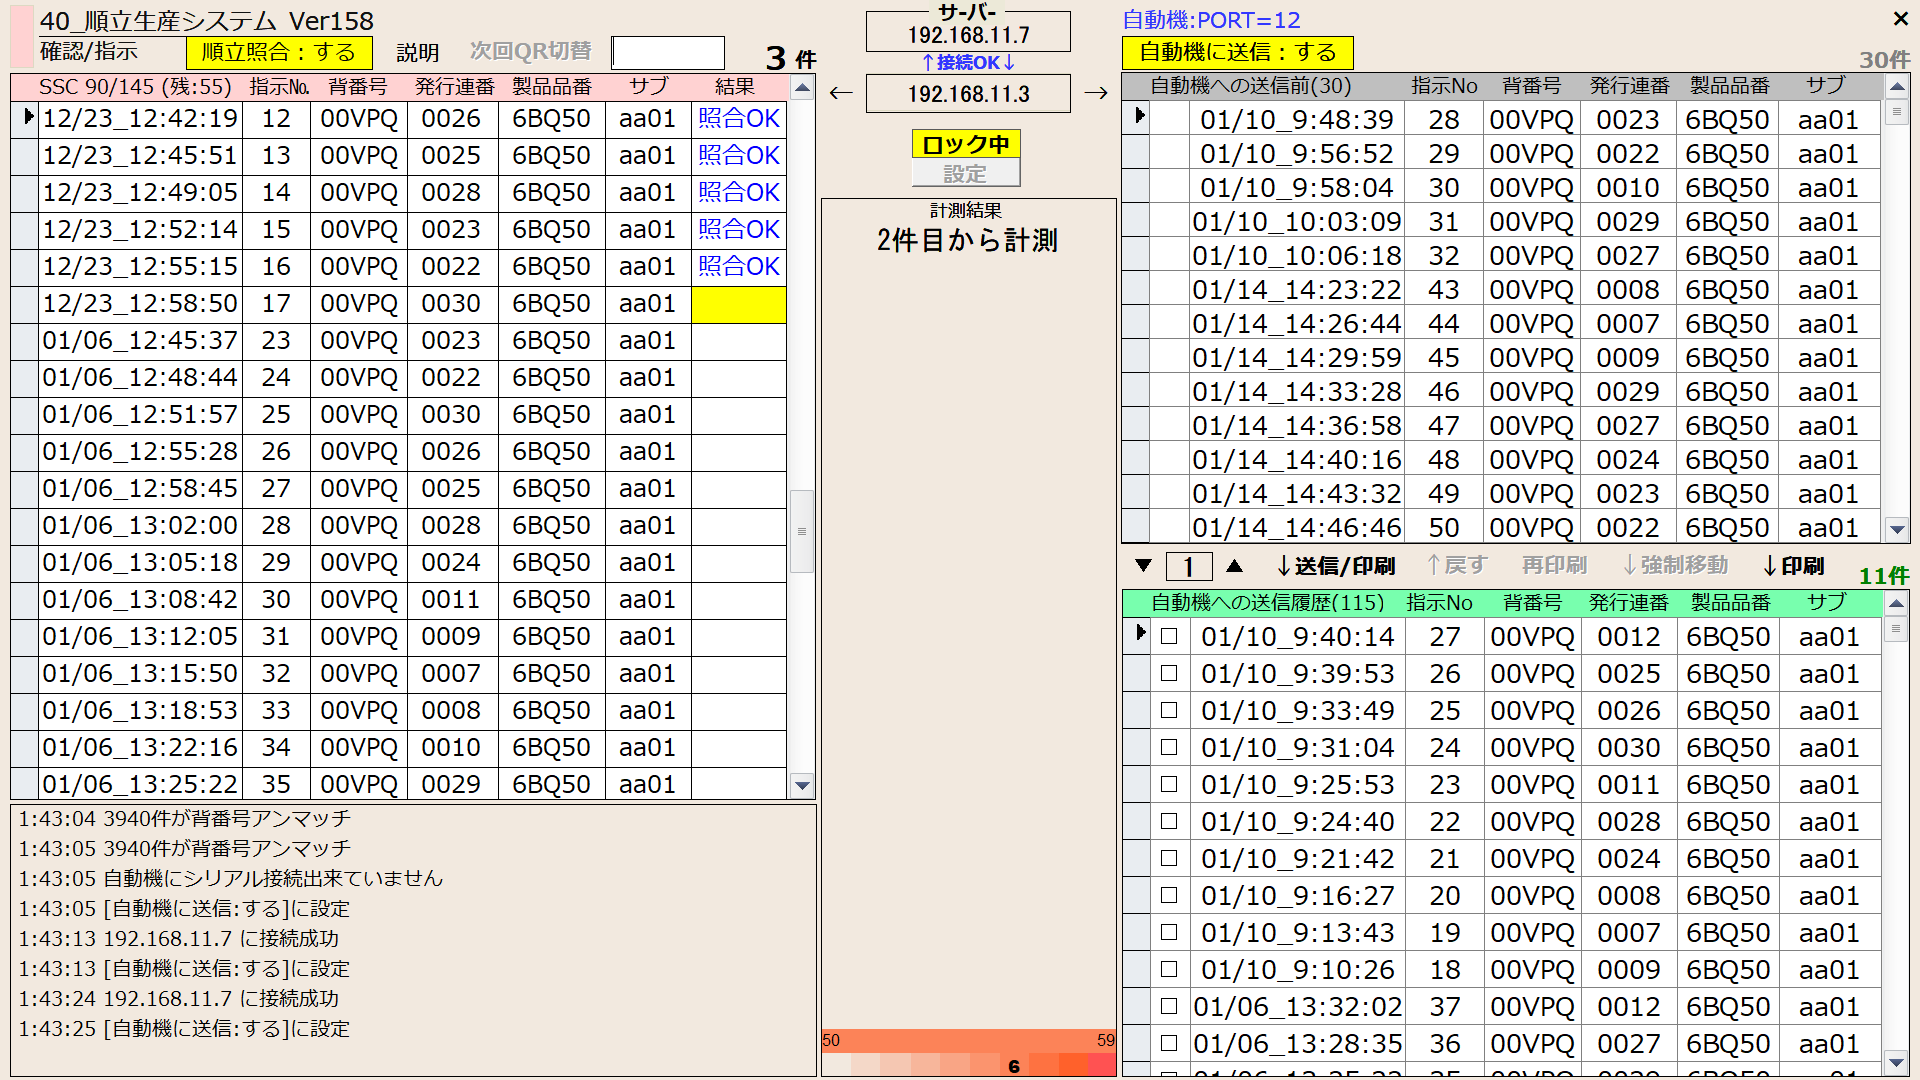 40_順立生産システム Ver158
確認/指示 順立照合：する 説明 次回QR切替 3 件
SSC 90/145 (残:55) 指示No. 背番号 発行連番 製品品番 サブ 結果
12/23_12:42:19 12 00VPQ 0026 6BQ50 aa01 照合OK
12/23_12:45:51 13 00VPQ 0025 6BQ50 aa01 照合OK
12/23_12:49:05 14 00VPQ 0028 6BQ50 aa01 照合OK
12/23_12:52:14 15 00VPQ 0023 6BQ50 aa01 照合OK
12/23_12:55:15 16 00VPQ 0022 6BQ50 aa01 照合OK
12/23_12:58:50 17 00VPQ 0030 6BQ50 aa01
01/06_12:45:37 23 00VPQ 0023 6BQ50 aa01
01/06_12:48:44 24 00VPQ 0022 6BQ50 aa01
01/06_12:51:57 25 00VPQ 0030 6BQ50 aa01
01/06_12:55:28 26 00VPQ 0026 6BQ50 aa01
01/06_12:58:45 27 00VPQ 0025 6BQ50 aa01
01/06_13:02:00 28 00VPQ 0028 6BQ50 aa01
01/06_13:05:18 29 00VPQ 0024 6BQ50 aa01
01/06_13:08:42 30 00VPQ 0011 6BQ50 aa01
01/06_13:12:05 31 00VPQ 0009 6BQ50 aa01
01/06_13:15:50 32 00VPQ 0007 6BQ50 aa01
01/06_13:18:53 33 00VPQ 0008 6BQ50 aa01
01/06_13:22:16 34 00VPQ 0010 6BQ50 aa01
01/06_13:25:22 35 00VPQ 0029 6BQ50 aa01
1:43:04 3940件が背番号アンマッチ
1:43:05 3940件が背番号アンマッチ
1:43:05 自動機にシリアル接続出来ていません
1:43:05 [自動機に送信:する]に設定
1:43:13 192.168.11.7 に接続成功
1:43:13 [自動機に送信:する]に設定
1:43:24 192.168.11.7 に接続成功
1:43:25 [自動機に送信:する]に設定
サーバー
192.168.11.7
↑接続OK↓
← 192.168.11.3 →
ロック中
設定
計測結果
2件目から計測
50 59
6
自動機:PORT=12 ×
自動機に送信：する 30件
自動機への送信前(30) 指示No 背番号 発行連番 製品品番 サブ
01/10_9:48:39 28 00VPQ 0023 6BQ50 aa01
01/10_9:56:52 29 00VPQ 0022 6BQ50 aa01
01/10_9:58:04 30 00VPQ 0010 6BQ50 aa01
01/10_10:03:09 31 00VPQ 0029 6BQ50 aa01
01/10_10:06:18 32 00VPQ 0027 6BQ50 aa01
01/14_14:23:22 43 00VPQ 0008 6BQ50 aa01
01/14_14:26:44 44 00VPQ 0007 6BQ50 aa01
01/14_14:29:59 45 00VPQ 0009 6BQ50 aa01
01/14_14:33:28 46 00VPQ 0029 6BQ50 aa01
01/14_14:36:58 47 00VPQ 0027 6BQ50 aa01
01/14_14:40:16 48 00VPQ 0024 6BQ50 aa01
01/14_14:43:32 49 00VPQ 0023 6BQ50 aa01
01/14_14:46:46 50 00VPQ 0022 6BQ50 aa01
▼ 1 ▲ ↓送信/印刷 ↑戻す 再印刷 ↓強制移動 ↓印刷 11件
自動機への送信履歴(115) 指示No 背番号 発行連番 製品品番 サブ
01/10_9:40:14 27 00VPQ 0012 6BQ50 aa01
01/10_9:39:53 26 00VPQ 0025 6BQ50 aa01
01/10_9:33:49 25 00VPQ 0026 6BQ50 aa01
01/10_9:31:04 24 00VPQ 0030 6BQ50 aa01
01/10_9:25:53 23 00VPQ 0011 6BQ50 aa01
01/10_9:24:40 22 00VPQ 0028 6BQ50 aa01
01/10_9:21:42 21 00VPQ 0024 6BQ50 aa01
01/10_9:16:27 20 00VPQ 0008 6BQ50 aa01
01/10_9:13:43 19 00VPQ 0007 6BQ50 aa01
01/10_9:10:26 18 00VPQ 0009 6BQ50 aa01
01/06_13:32:02 37 00VPQ 0012 6BQ50 aa01
01/06_13:28:35 36 00VPQ 0027 6BQ50 aa01